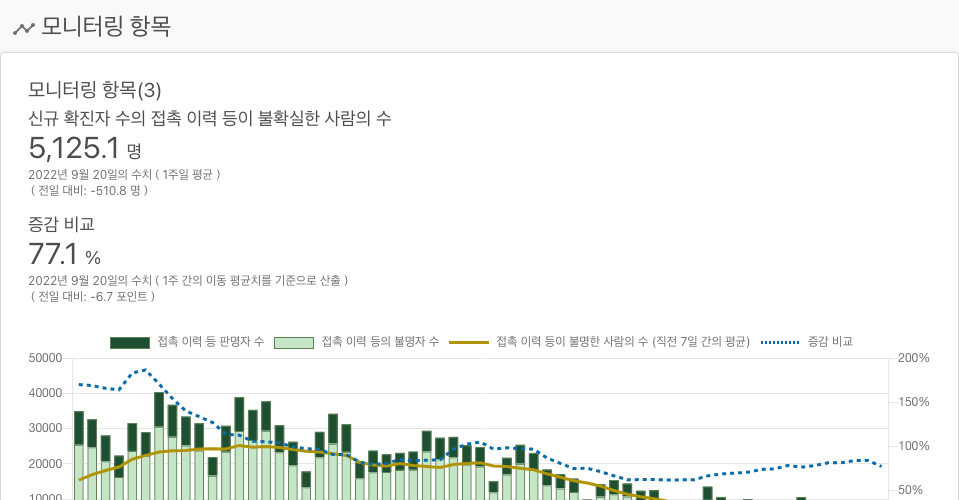 모니터링 항목
모니터링 항목(3)
신규 확진자 수의 접촉 이력 등이 불확실한 사람의 수
5,125.1 명
2022년 9월 20일의 수치 ( 1주일 평균 )
( 전일 대비: -510.8 명 )
증감 비교
77.1 %
2022년 9월 20일의 수치 ( 1주 간의 이동 평균치를 기준으로 산출 )
( 전일 대비: -6.7 포인트 )
접촉 이력 등 판명자 수 접촉 이력 등의 불명자 수 접촉 이력 등이 불명한 사람의 수 (직전 7일 간의 평균) 증감 비교
50000 200%
40000 150%
30000
100%
20000
50%
10000